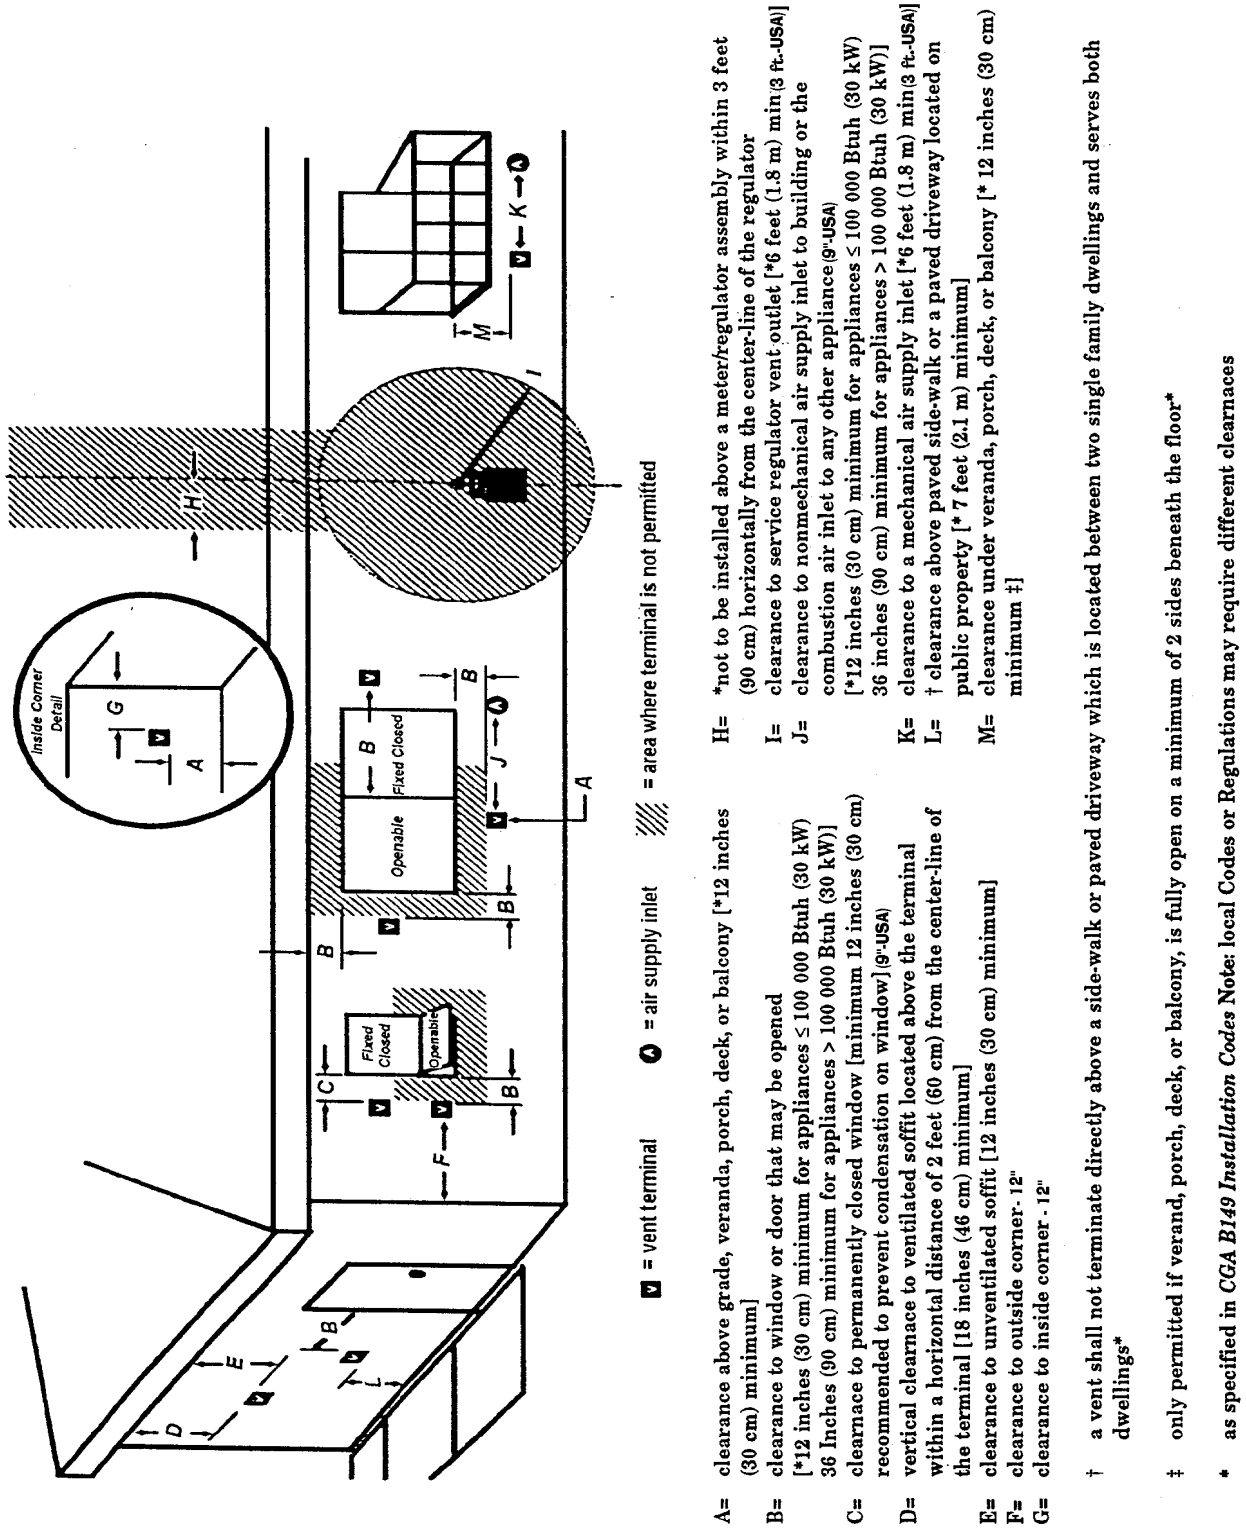 Inside Corner
Detail
G
A
H
D
E
B
L
F
C
Fixed
Closed
Openable
B
B
Openable
Fixed Closed
B
B
B
J
A
I
M
K
V = vent terminal
A = air supply inlet
= area where terminal is not permitted
A= clearance above grade, veranda, porch, deck, or balcony [*12 inches
(30 cm) minimum]
B= clearance to window or door that may be opened
[*12 inches (30 cm) minimum for appliances ≤ 100 000 Btuh (30 kW)
36 Inches (90 cm) minimum for appliances > 100 000 Btuh (30 kW)]
C= clearnace to permanently closed window [minimum 12 inches (30 cm)
recommended to prevent condensation on window] (9"-USA)
D= vertical clearnace to ventilated soffit located above the terminal
within a horizontal distance of 2 feet (60 cm) from the center-line of
the terminal [18 inches (46 cm) minimum]
E= clearance to unventilated soffit [12 inches (30 cm) minimum]
F= clearance to outside corner- 12"
G= clearance to inside corner - 12"
H= *not to be installed above a meter/regulator assembly within 3 feet
(90 cm) horizontally from the center-line of the regulator
I= clearance to service regulator vent outlet [*6 feet (1.8 m) min(3 ft.-USA)]
J= clearance to nonmechanical air supply inlet to building or the
combustion air inlet to any other appliance(9"-USA)
[*12 inches (30 cm) minimum for appliances ≤ 100 000 Btuh (30 kW)
36 inches (90 cm) minimum for appliances > 100 000 Btuh (30 kW)]
K= clearance to a mechanical air supply inlet [*6 feet (1.8 m) min(3 ft.-USA)]
L= † clearance above paved side-walk or a paved driveway located on
public property [* 7 feet (2.1 m) minimum]
M= clearance under veranda, porch, deck, or balcony [* 12 inches (30 cm)
minimum ‡]
† a vent shall not terminate directly above a side-walk or paved driveway which is located between two single family dwellings and serves both
dwellings*
‡ only permitted if verand, porch, deck, or balcony, is fully open on a minimum of 2 sides beneath the floor*
* as specified in CGA B149 Installation Codes Note: local Codes or Regulations may require different clearnaces